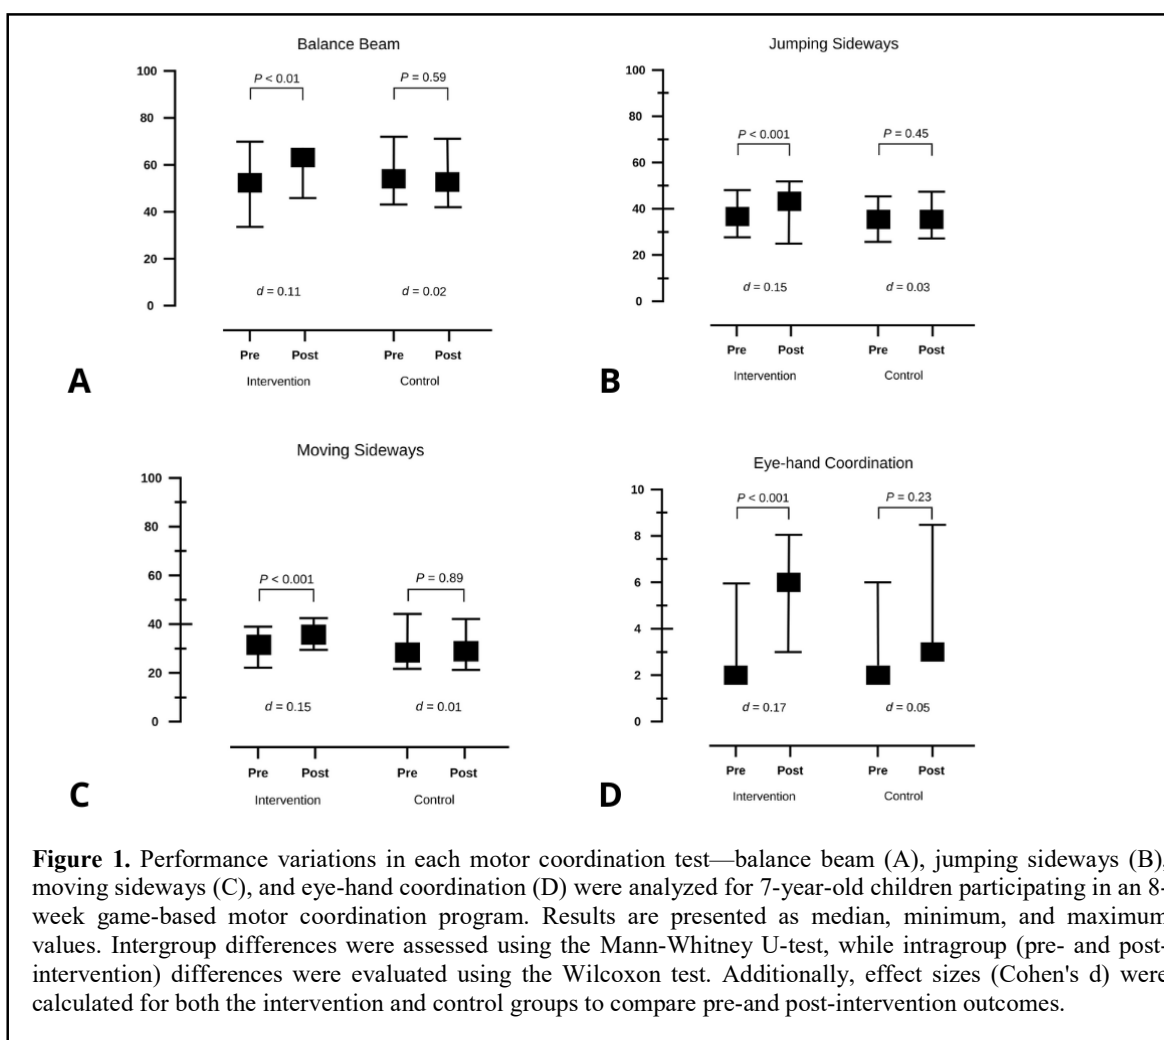 Balance Beam
100
80
60
40
20
0
P < 0.01
P = 0.59
d = 0.11
d = 0.02
Pre
Post
Pre
Post
Intervention
Control
A
Jumping Sideways
100
80
60
40
20
0
P < 0.001
P = 0.45
d = 0.15
d = 0.03
Pre
Post
Pre
Post
Intervention
Control
B
Moving Sideways
100
80
60
40
20
0
P < 0.001
P = 0.89
d = 0.15
d = 0.01
Pre
Post
Pre
Post
Intervention
Control
C
Eye-hand Coordination
10
8
6
4
2
0
P < 0.001
P = 0.23
d = 0.17
d = 0.05
Pre
Post
Pre
Post
Intervention
Control
D
Figure 1. Performance variations in each motor coordination test—balance beam (A), jumping sideways (B),
moving sideways (C), and eye-hand coordination (D) were analyzed for 7-year-old children participating in an 8-
week game-based motor coordination program. Results are presented as median, minimum, and maximum
values. Intergroup differences were assessed using the Mann-Whitney U-test, while intragroup (pre- and post-
intervention) differences were evaluated using the Wilcoxon test. Additionally, effect sizes (Cohen's d) were
calculated for both the intervention and control groups to compare pre-and post-intervention outcomes.